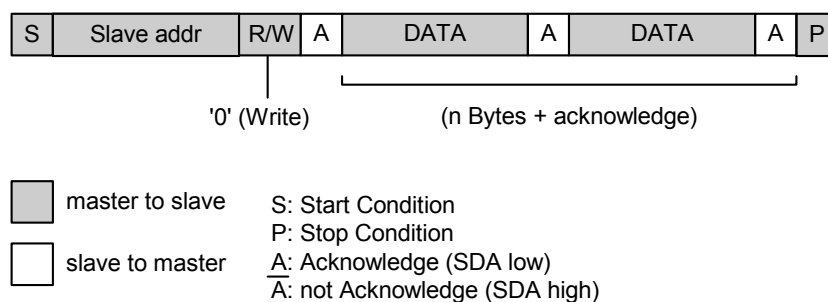 S Slave addr R/W A DATA A DATA A P
'0' (Write) (n Bytes + acknowledge)
master to slave
slave to master
S: Start Condition
P: Stop Condition
A: Acknowledge (SDA low)
A̅: not Acknowledge (SDA high)